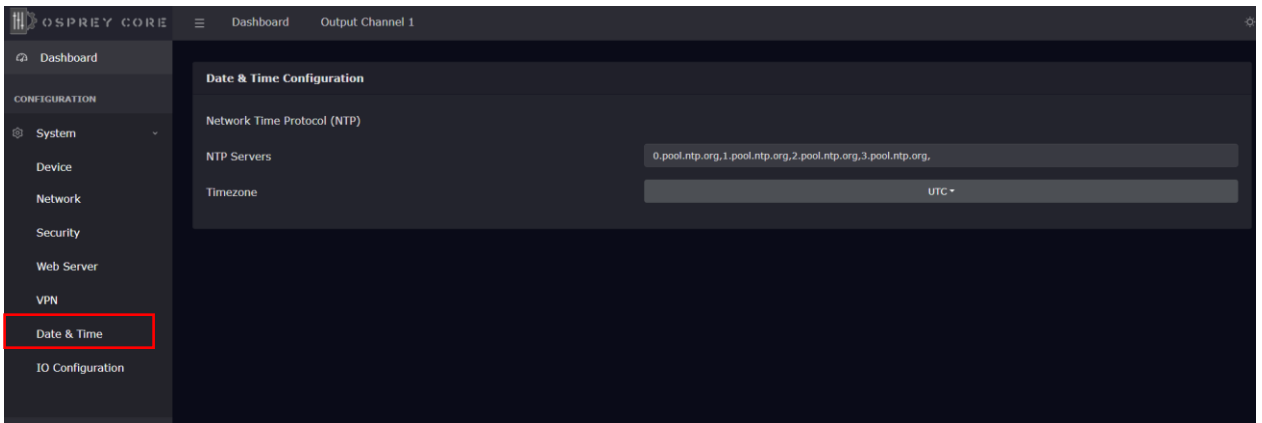 OSPREY CORE
Dashboard Output Channel 1
Dashboard
CONFIGURATION
System
Device
Network
Security
Web Server
VPN
Date & Time
IO Configuration
Date & Time Configuration
Network Time Protocol (NTP)
NTP Servers 0.pool.ntp.org,1.pool.ntp.org,2.pool.ntp.org,3.pool.ntp.org,
Timezone UTC